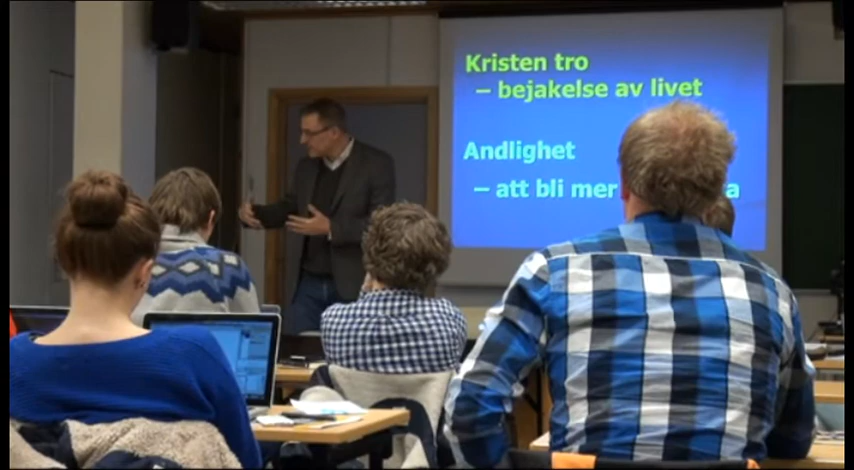 Kristen tro
– bejakelse av livet
Andlighet
– att bli mer